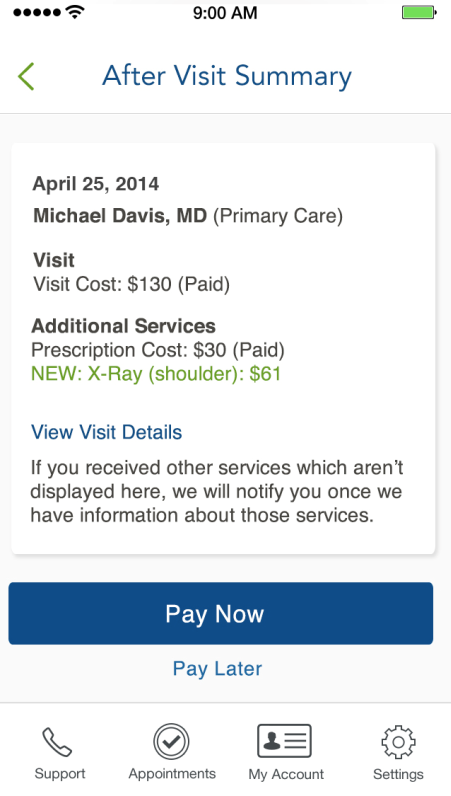 9:00 AM
After Visit Summary
April 25, 2014
Michael Davis, MD (Primary Care)
Visit
Visit Cost: $130 (Paid)
Additional Services
Prescription Cost: $30 (Paid)
NEW: X-Ray (shoulder): $61
View Visit Details
If you received other services which aren’t
displayed here, we will notify you once we
have information about those services.
Pay Now
Pay Later
Support Appointments My Account Settings